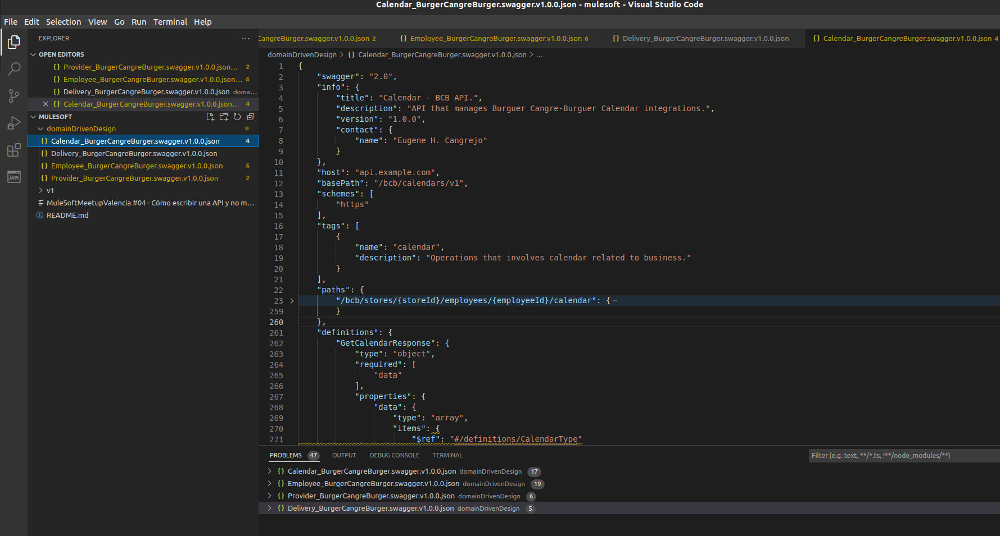 Calendar_BurgerCangreBurger.swagger.v1.0.0.json - mulesoft - Visual Studio Code
File Edit Selection View Go Run Terminal Help
EXPLORER ...
OPEN EDITORS
{} Provider_BurgerCangreBurger.swagger.v1.0.0.json... 2
{} Employee_BurgerCangreBurger.swagger.v1.0.0.json... 6
{} Delivery_BurgerCangreBurger.swagger.v1.0.0.json doma...
{} Calendar_BurgerCangreBurger.swagger.v1.0.0.json... 4
MULESOFT
domainDrivenDesign
{} Calendar_BurgerCangreBurger.swagger.v1.0.0.json 4
{} Delivery_BurgerCangreBurger.swagger.v1.0.0.json
{} Employee_BurgerCangreBurger.swagger.v1.0.0.json 6
{} Provider_BurgerCangreBurger.swagger.v1.0.0.json 2
v1
MuleSoftMeetupValencia #04 - Cómo escribir una API y no m...
README.md
/API
CangreBurger.swagger.v1.0.0.json 2 {} Employee_BurgerCangreBurger.swagger.v1.0.0.json 6 {} Delivery_BurgerCangreBurger.swagger.v1.0.0.json {} Calendar_BurgerCangreBurger.swagger.v1.0.0.json 4
domainDrivenDesign > {} Calendar_BurgerCangreBurger.swagger.v1.0.0.json > ...
1 {
2 "swagger": "2.0",
3 "info": {
4 "title": "Calendar - BCB API.",
5 "description": "API that manages Burguer Cangre-Burguer Calendar integrations.",
6 "version": "1.0.0",
7 "contact": {
8 "name": "Eugene H. Cangrejo"
9 }
10 },
11 "host": "api.example.com",
12 "basePath": "/bcb/calendars/v1",
13 "schemes": [
14 "https"
15 ],
16 "tags": [
17 {
18 "name": "calendar",
19 "description": "Operations that involves calendar related to business."
20 }
21 ],
22 "paths": {
23 "/bcb/stores/{storeId}/employees/{employeeId}/calendar": {...
259 }
260 },
261 "definitions": {
262 "GetCalendarResponse": {
263 "type": "object",
264 "required": [
265 "data"
266 ],
267 "properties": {
268 "data": {
269 "type": "array",
270 "items": {
271 "$ref": "#/definitions/CalendarType"
PROBLEMS 47 OUTPUT DEBUG CONSOLE TERMINAL Filter (e.g. text, **/*.ts, !**/node_modules/**)
{} Calendar_BurgerCangreBurger.swagger.v1.0.0.json domainDrivenDesign 17
{} Employee_BurgerCangreBurger.swagger.v1.0.0.json domainDrivenDesign 19
{} Provider_BurgerCangreBurger.swagger.v1.0.0.json domainDrivenDesign 6
{} Delivery_BurgerCangreBurger.swagger.v1.0.0.json domainDrivenDesign 5